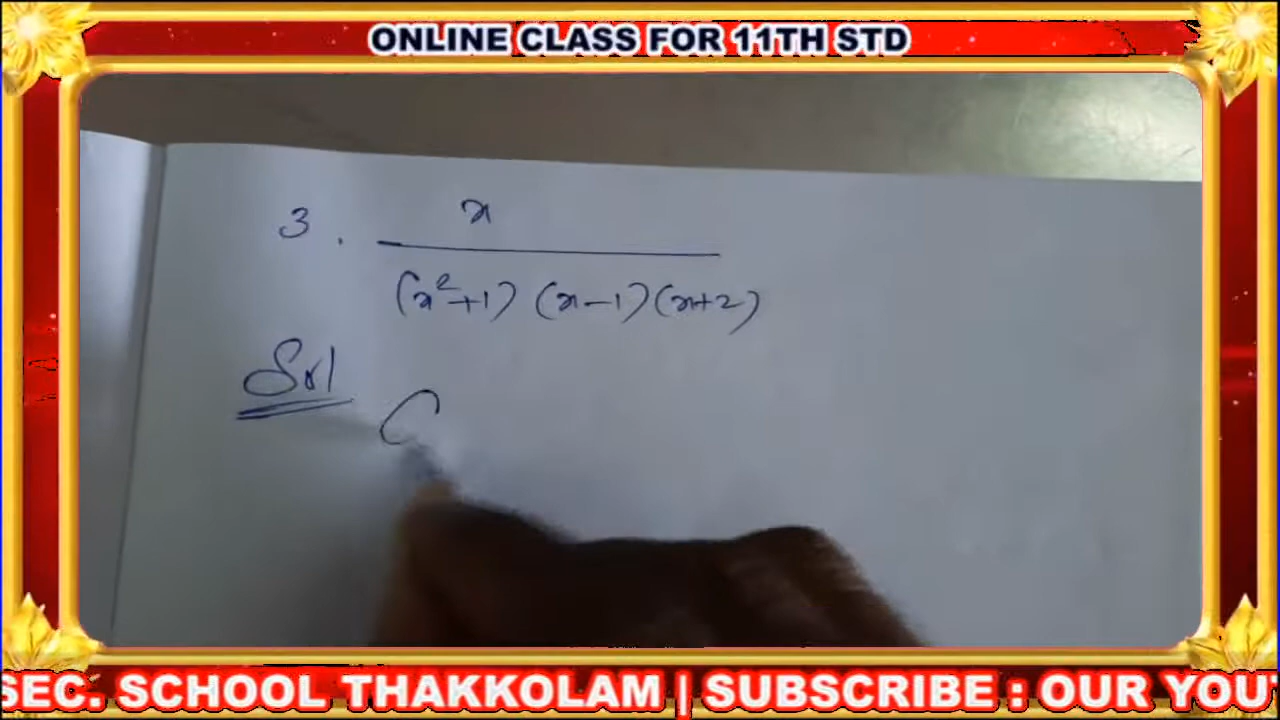 ONLINE CLASS FOR 11TH STD
3. x
(x²+1) (x-1)(x+2)
Sol
C
SEC. SCHOOL THAKKOLAM | SUBSCRIBE : OUR YOU